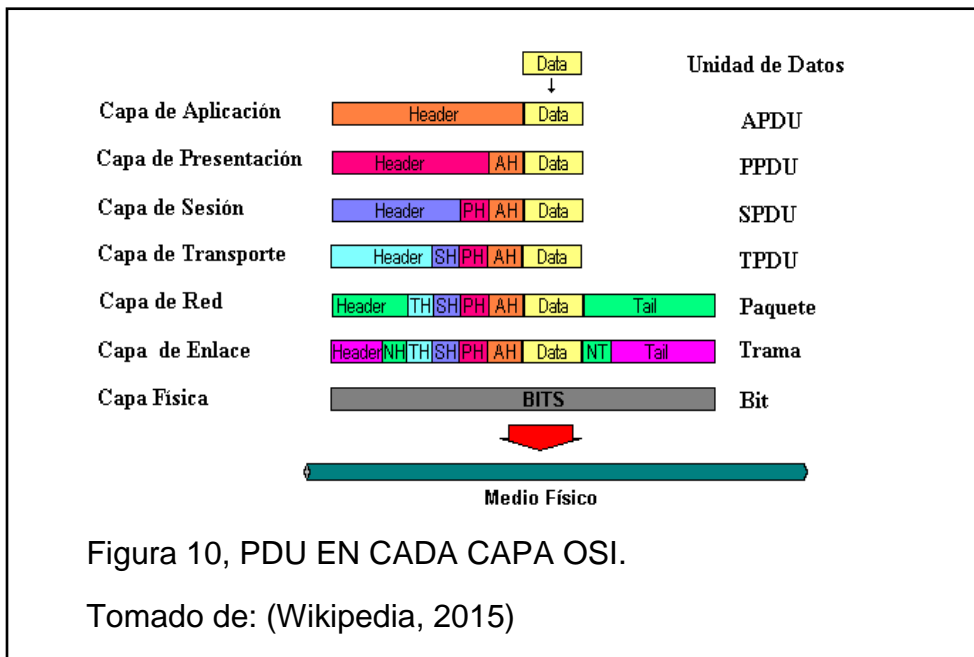 Data Unidad de Datos
Capa de Aplicación Header Data APDU
Capa de Presentación Header AH Data PPDU
Capa de Sesión Header PH AH Data SPDU
Capa de Transporte Header SH PH AH Data TPDU
Capa de Red Header TH SH PH AH Data Tail Paquete
Capa de Enlace Header NH TH SH PH AH Data NT Tail Trama
Capa Física BITS Bit
Medio Físico
Figura 10, PDU EN CADA CAPA OSI.
Tomado de: (Wikipedia, 2015)